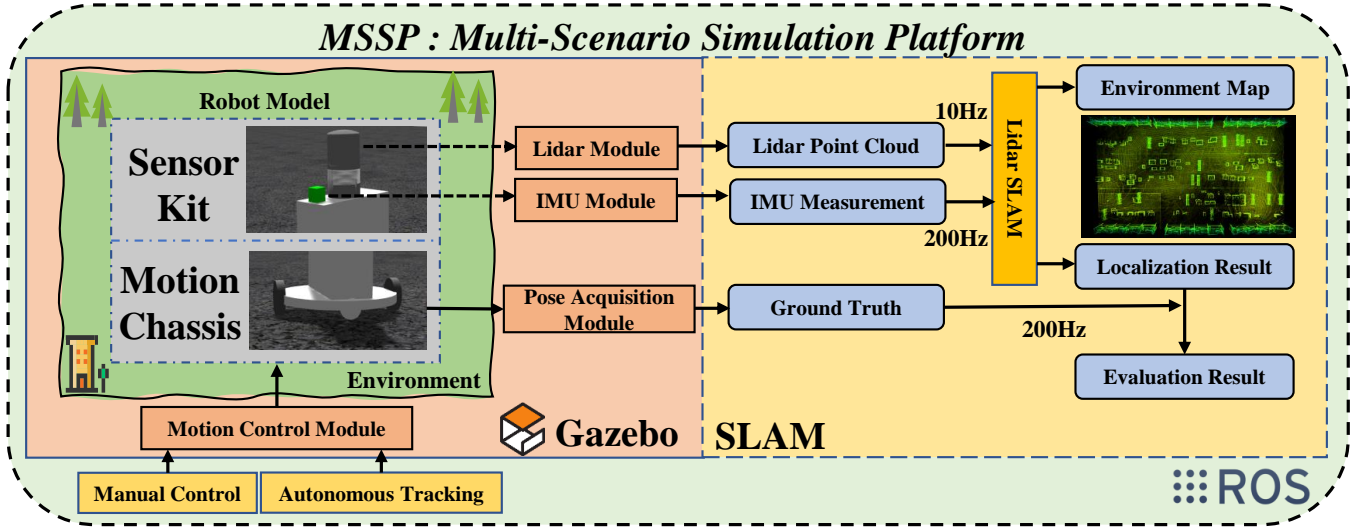 MSSP : Multi-Scenario Simulation Platform
Robot Model
Sensor
Kit
Motion
Chassis
Environment
Lidar Module
IMU Module
Pose Acquisition
Module
Motion Control Module
Manual Control
Autonomous Tracking
Gazebo
Lidar Point Cloud
IMU Measurement
Ground Truth
10Hz
200Hz
200Hz
Lidar SLAM
Environment Map
Localization Result
Evaluation Result
SLAM
ROS